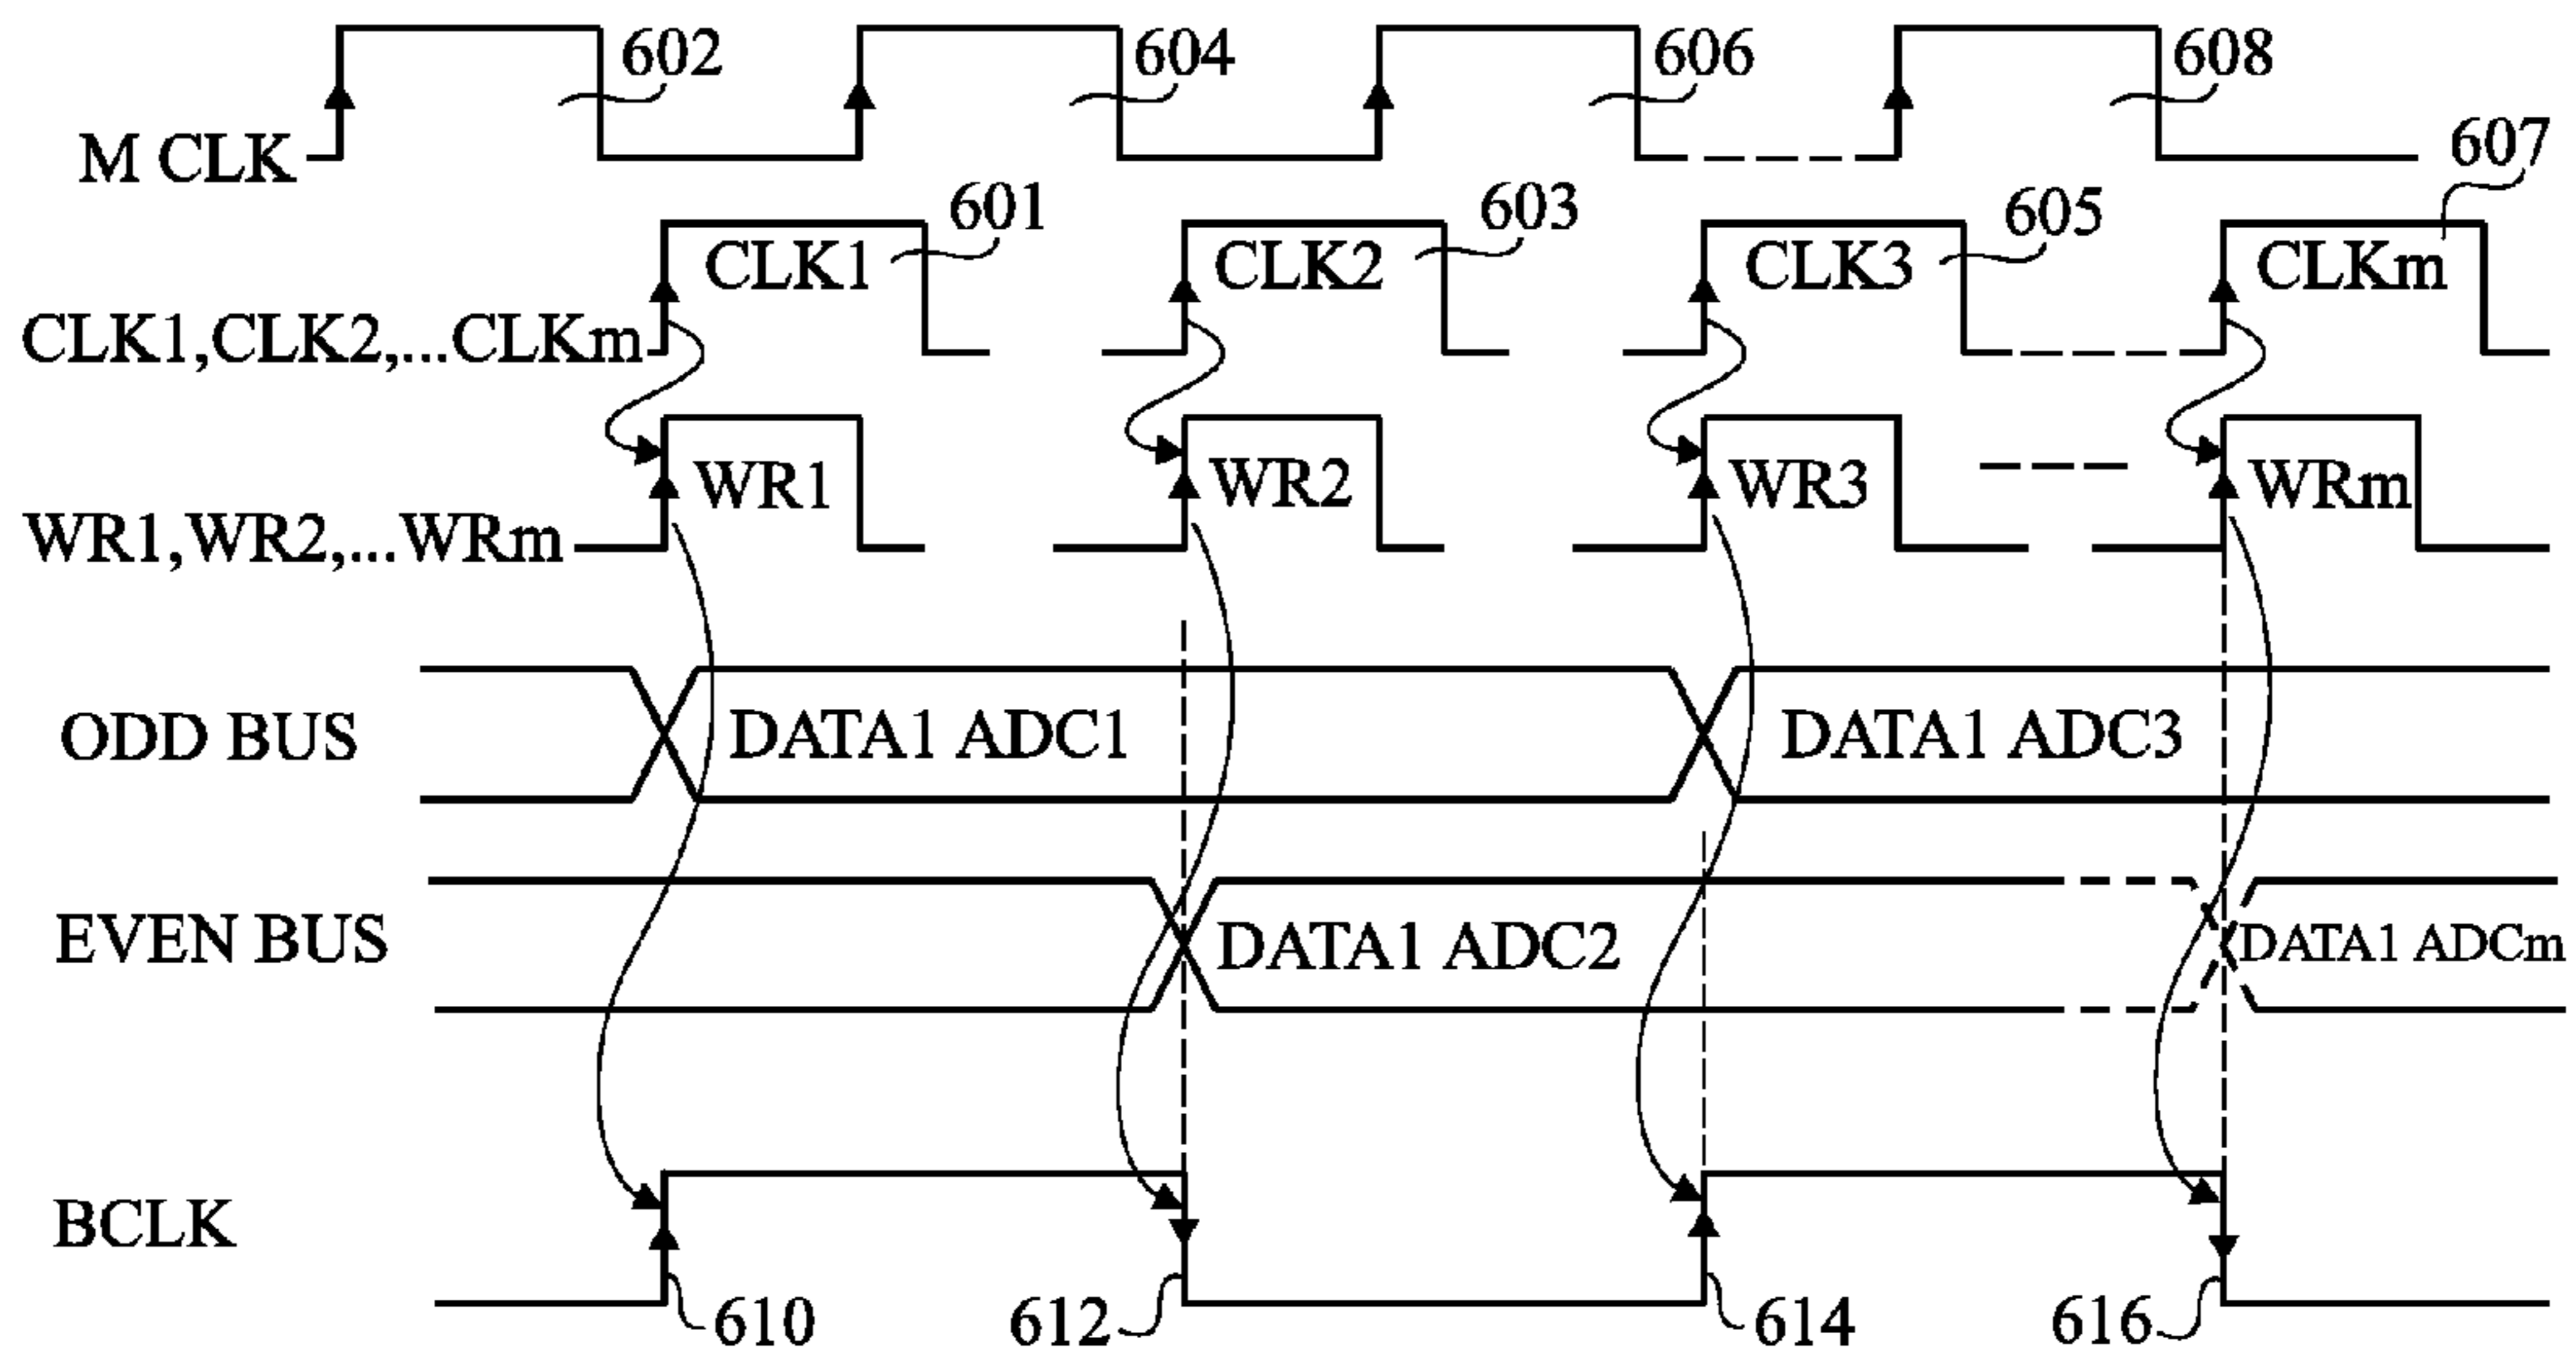 602
604
606
608
M CLK
607
601
603
605
CLK1
CLK2
CLK3
CLKm
CLK1,CLK2,...CLKm
WR1
WR2
WR3
WRm
WR1,WR2,...WRm
ODD BUS
DATA1 ADC1
DATA1 ADC3
EVEN BUS
DATA1 ADC2
DATA1 ADCm
BCLK
610
612
614
616